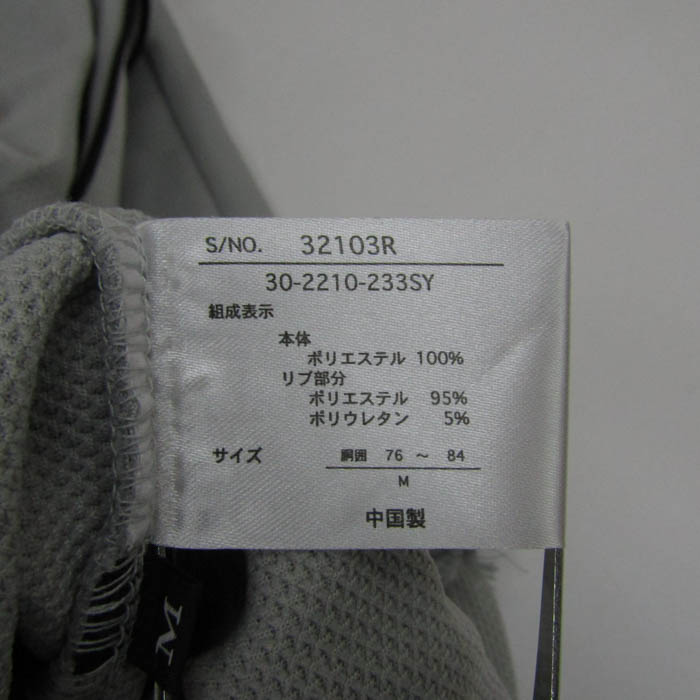 S/NO. 32103R
30-2210-233SY
組成表示
本体
ポリエステル 100%
リブ部分
ポリエステル 95%
ポリウレタン 5%
サイズ 胴囲 76 ～ 84
M
中国製
M